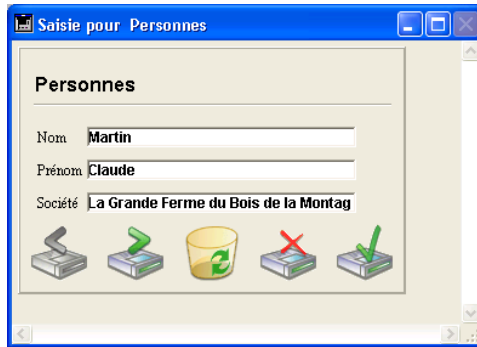 Saisie pour Personnes
Personnes
Nom Martin
Prénom Claude
Société La Grande Ferme du Bois de la Montag